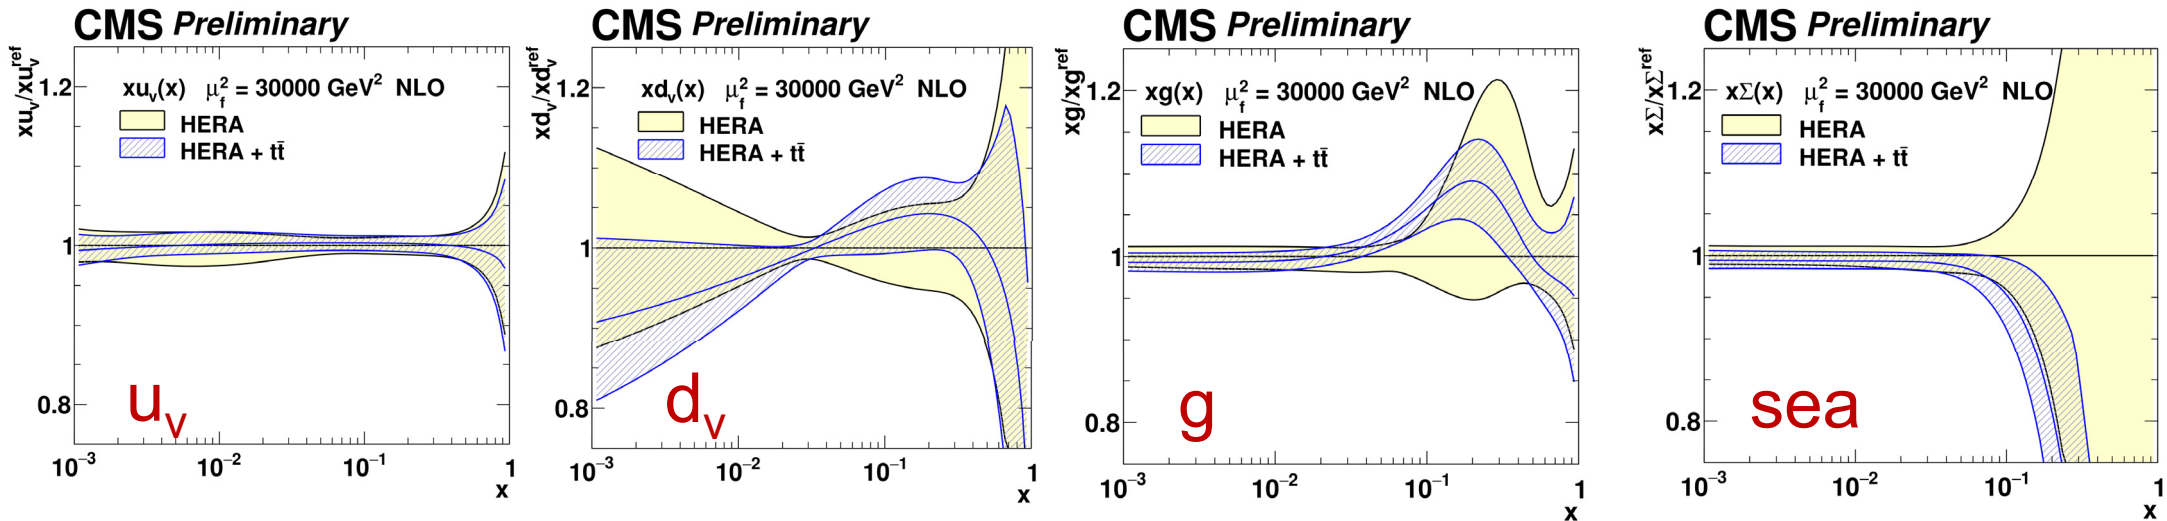 CMS Preliminary
xu_v/xu_v^ref
xu_v(x) μ_f^2 = 30000 GeV^2 NLO
HERA
HERA + tt̄
1.2
1
0.8
u_v
10^−3 10^−2 10^−1 1
x
CMS Preliminary
xd_v/xd_v^ref
xd_v(x) μ_f^2 = 30000 GeV^2 NLO
HERA
HERA + tt̄
1.2
1
0.8
d_v
10^−3 10^−2 10^−1 1
x
CMS Preliminary
xg/xg^ref
xg(x) μ_f^2 = 30000 GeV^2 NLO
HERA
HERA + tt̄
1.2
1
0.8
g
10^−3 10^−2 10^−1 1
x
CMS Preliminary
xΣ/xΣ^ref
xΣ(x) μ_f^2 = 30000 GeV^2 NLO
HERA
HERA + tt̄
1.2
1
0.8
sea
10^−3 10^−2 10^−1 1
x